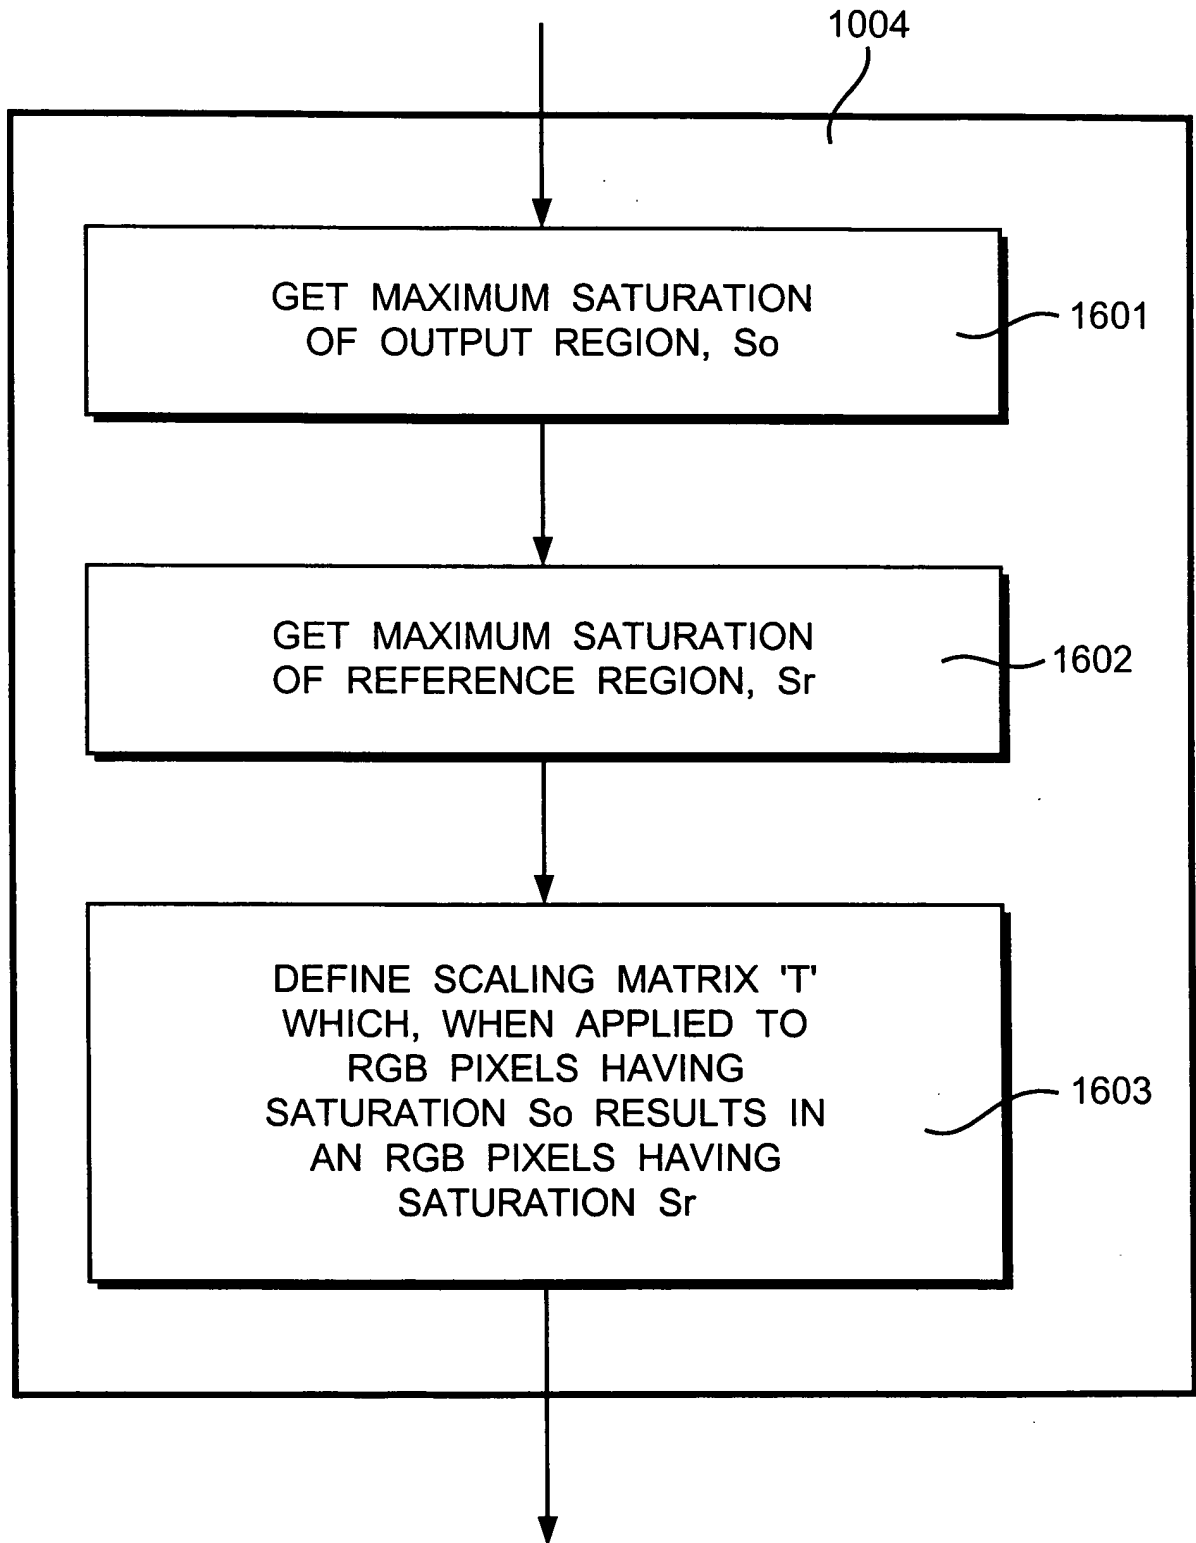 1004
GET MAXIMUM SATURATION
OF OUTPUT REGION, So
1601
GET MAXIMUM SATURATION
OF REFERENCE REGION, Sr
1602
DEFINE SCALING MATRIX 'T'
WHICH, WHEN APPLIED TO
RGB PIXELS HAVING
SATURATION So RESULTS IN
AN RGB PIXELS HAVING
SATURATION Sr
1603